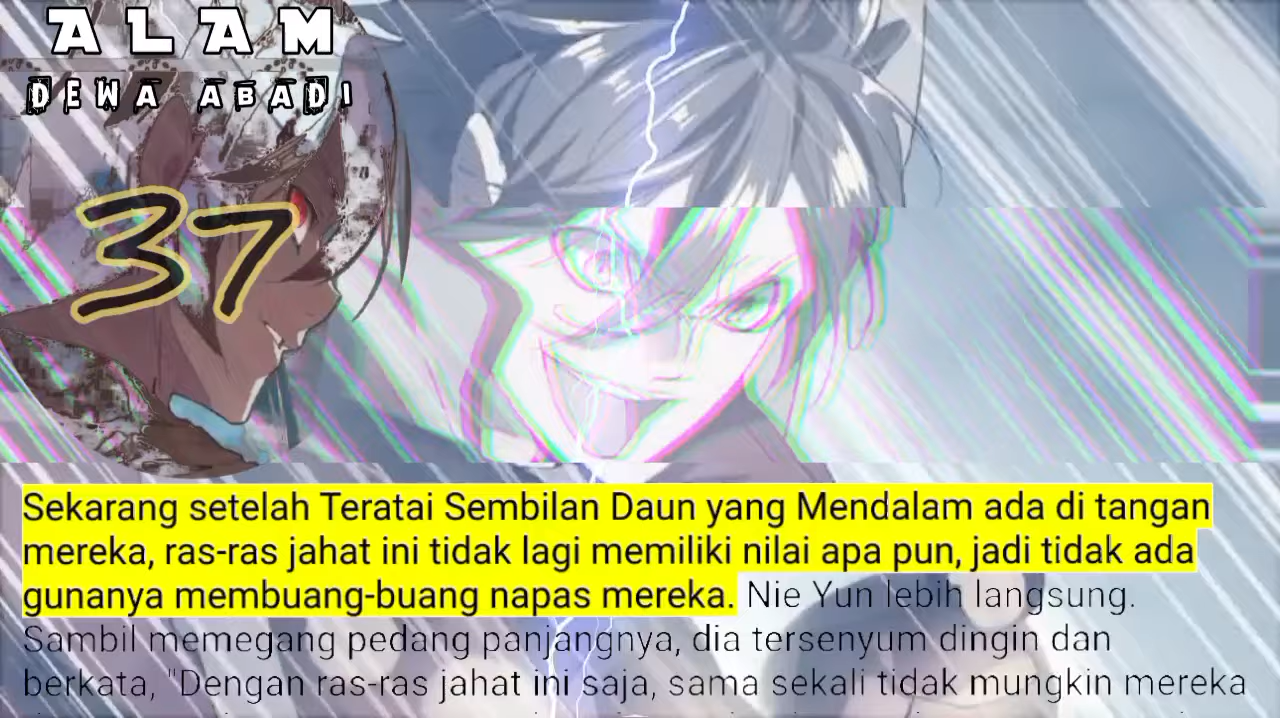 ALAM
DEWA ABADI
37
Sekarang setelah Teratai Sembilan Daun yang Mendalam ada di tangan
mereka, ras-ras jahat ini tidak lagi memiliki nilai apa pun, jadi tidak ada
gunanya membuang-buang napas mereka. Nie Yun lebih langsung.
Sambil memegang pedang panjangnya, dia tersenyum dingin dan
berkata, "Dengan ras-ras jahat ini saja, sama sekali tidak mungkin mereka